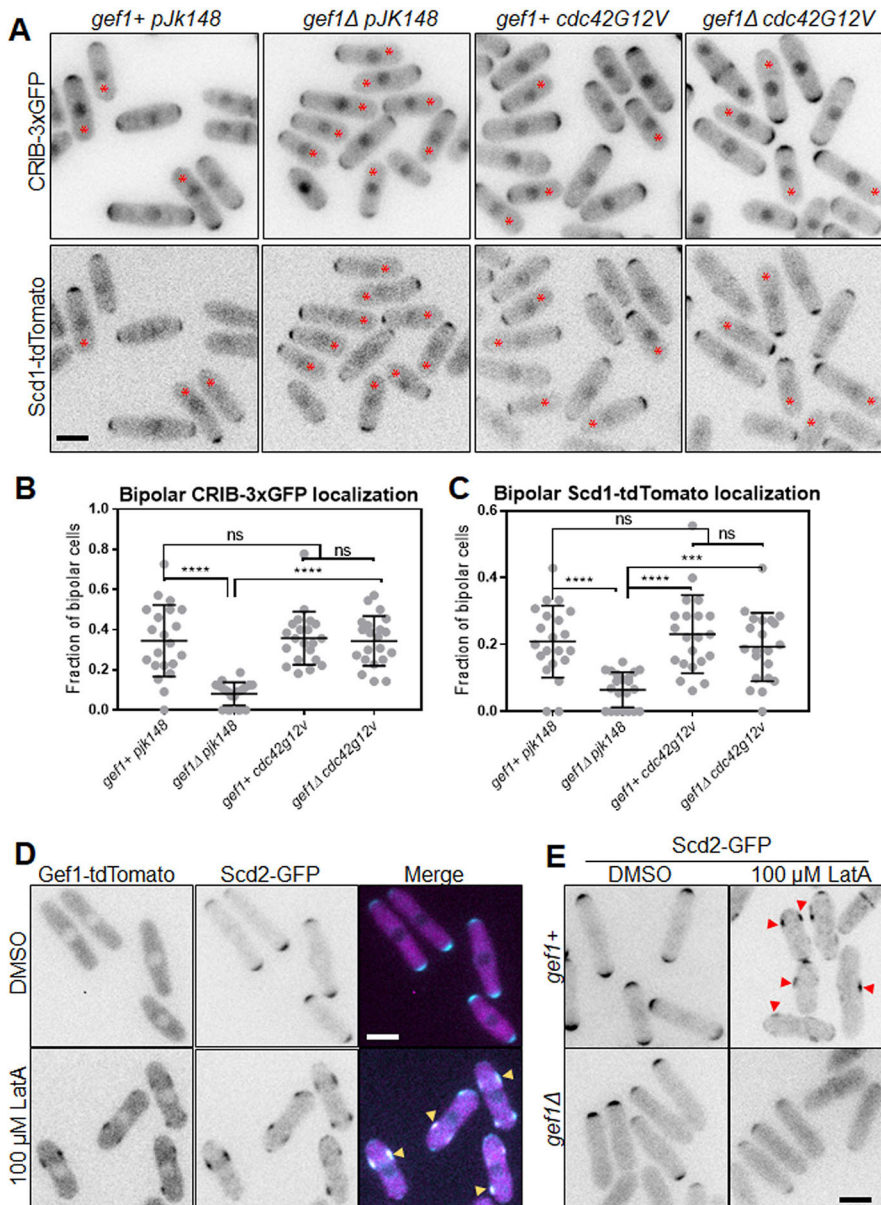 A
gef1+ pJk148
gef1Δ pJK148
gef1+ cdc42G12V
gef1Δ cdc42G12V
CRIB-3xGFP
Scd1-tdTomato
B
Bipolar CRIB-3xGFP localization
Fraction of bipolar cells
1.0
0.8
0.6
0.4
0.2
0.0
ns
ns
****
****
gef1+ pjk148
gef1Δ pjk148
gef1+ cdc42g12v
gef1Δ cdc42g12v
C
Bipolar Scd1-tdTomato localization
Fraction of bipolar cells
0.6
0.4
0.2
0.0
ns
ns
***
****
****
gef1+ pjk148
gef1Δ pjk148
gef1+ cdc42g12v
gef1Δ cdc42g12v
D
Gef1-tdTomato
Scd2-GFP
Merge
DMSO
100 µM LatA
E
Scd2-GFP
DMSO
100 µM LatA
gef1+
gef1Δ